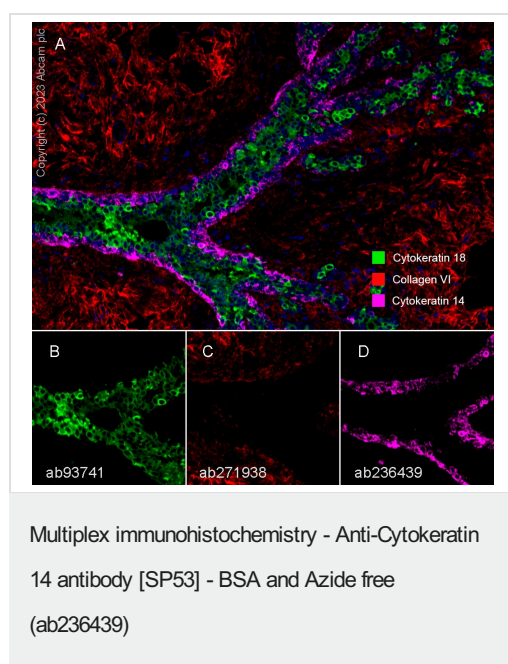 A
Copyright (c) 2023 Abcam plc
Cytokeratin 18
Collagen VI
Cytokeratin 14
B
C
D
ab93741
ab271938
ab236439
Multiplex immunohistochemistry - Anti-Cytokeratin
14 antibody [SP53] - BSA and Azide free
(ab236439)